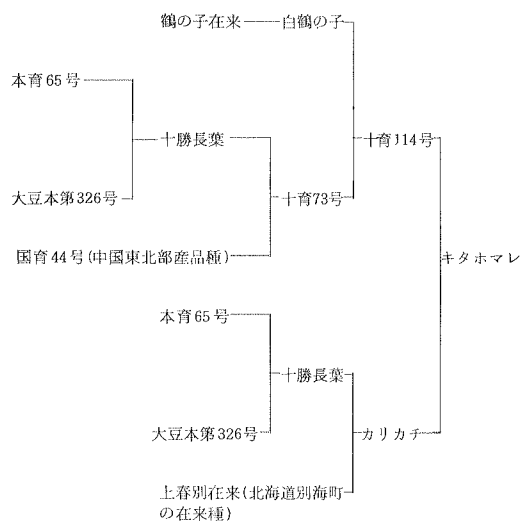 鶴の子在来 白鶴の子
本育65号
十勝長葉 十育114号
大豆本第326号 十育73号
国育44号(中国東北部産品種) キタホマレ
本育65号
十勝長葉
大豆本第326号 カリカチ
上春別在来(北海道別海町
の在来種)